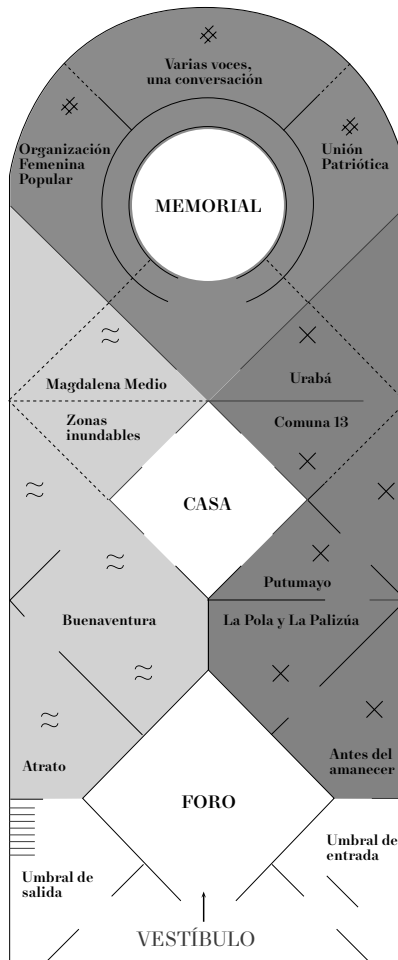 Varias voces,
una conversación
Organización
Femenina
Popular
Unión
Patriótica
MEMORIAL
Magdalena Medio
Urabá
Zonas
inundables
Comuna 13
CASA
Putumayo
Buenaventura
La Pola y La Palizúa
Atrato
Antes del
amanecer
FORO
Umbral de
entrada
Umbral de
salida
VESTÍBULO